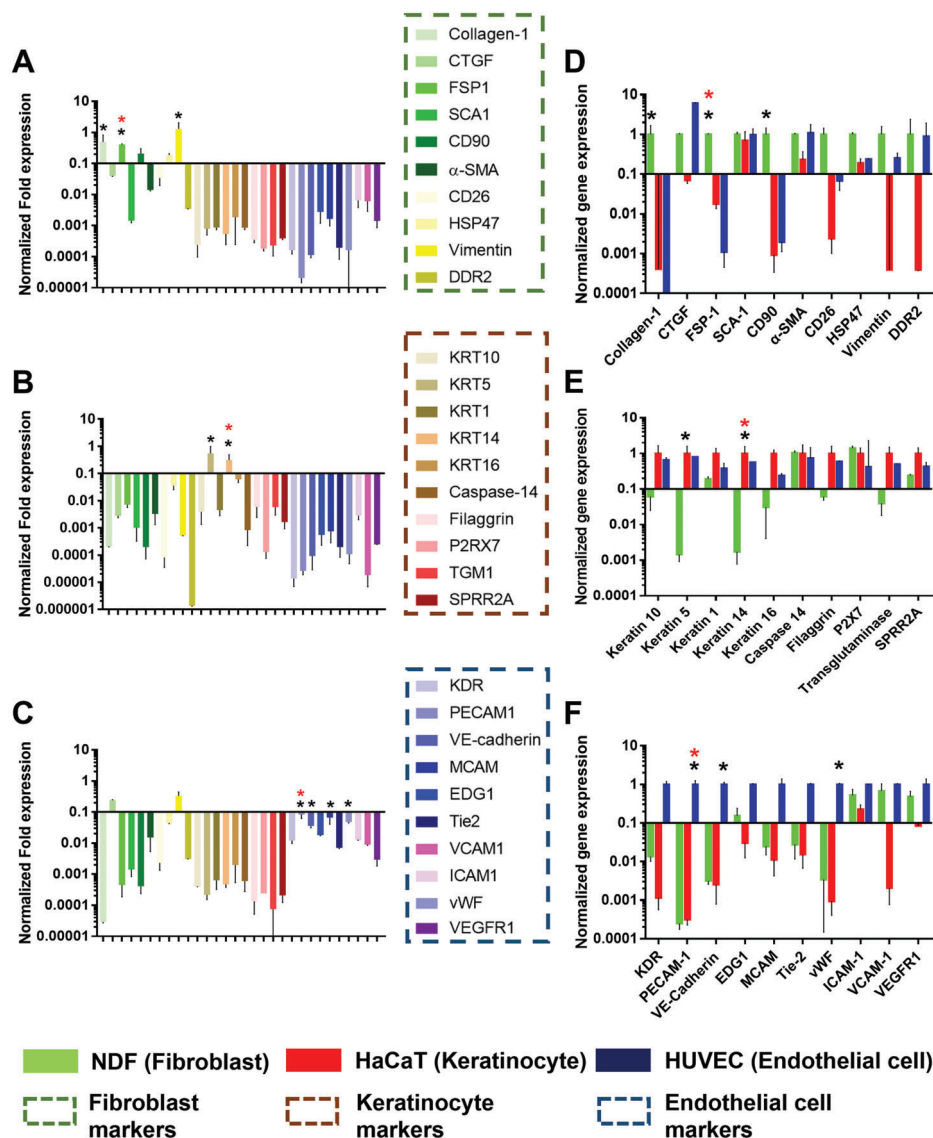 A
Normalized Fold expression
10
1
0.1
0.01
0.001
0.0001
0.00001
* * * *
Collagen-1
CTGF
FSP1
SCA1
CD90
α-SMA
CD26
HSP47
Vimentin
DDR2
D
Normalized gene expression
10
1
0.1
0.01
0.001
0.0001
* * * *
Collagen-1
CTGF
FSP-1
SCA-1
CD90
α-SMA
CD26
HSP47
Vimentin
DDR2
B
Normalized Fold expression
10
1
0.1
0.01
0.001
0.0001
0.00001
0.000001
* * *
KRT10
KRT5
KRT1
KRT14
KRT16
Caspase-14
Filaggrin
P2RX7
TGM1
SPRR2A
E
Normalized gene expression
100
10
1
0.1
0.01
0.001
0.0001
* * *
Keratin 10
Keratin 5
Keratin 1
Keratin 14
Keratin 16
Caspase 14
Filaggrin
P2X7
Transglutaminase
SPRR2A
C
Normalized Fold expression
10
1
0.1
0.01
0.001
0.0001
0.00001
* * * * *
KDR
PECAM1
VE-cadherin
MCAM
EDG1
Tie2
VCAM1
ICAM1
vWF
VEGFR1
F
Normalized gene expression
100
10
1
0.1
0.01
0.001
0.0001
* * * *
KDR
PECAM-1
VE-Cadherin
EDG1
MCAM
Tie-2
vWF
ICAM-1
VCAM-1
VEGFR1
NDF (Fibroblast)
HaCaT (Keratinocyte)
HUVEC (Endothelial cell)
Fibroblast
markers
Keratinocyte
markers
Endothelial cell
markers